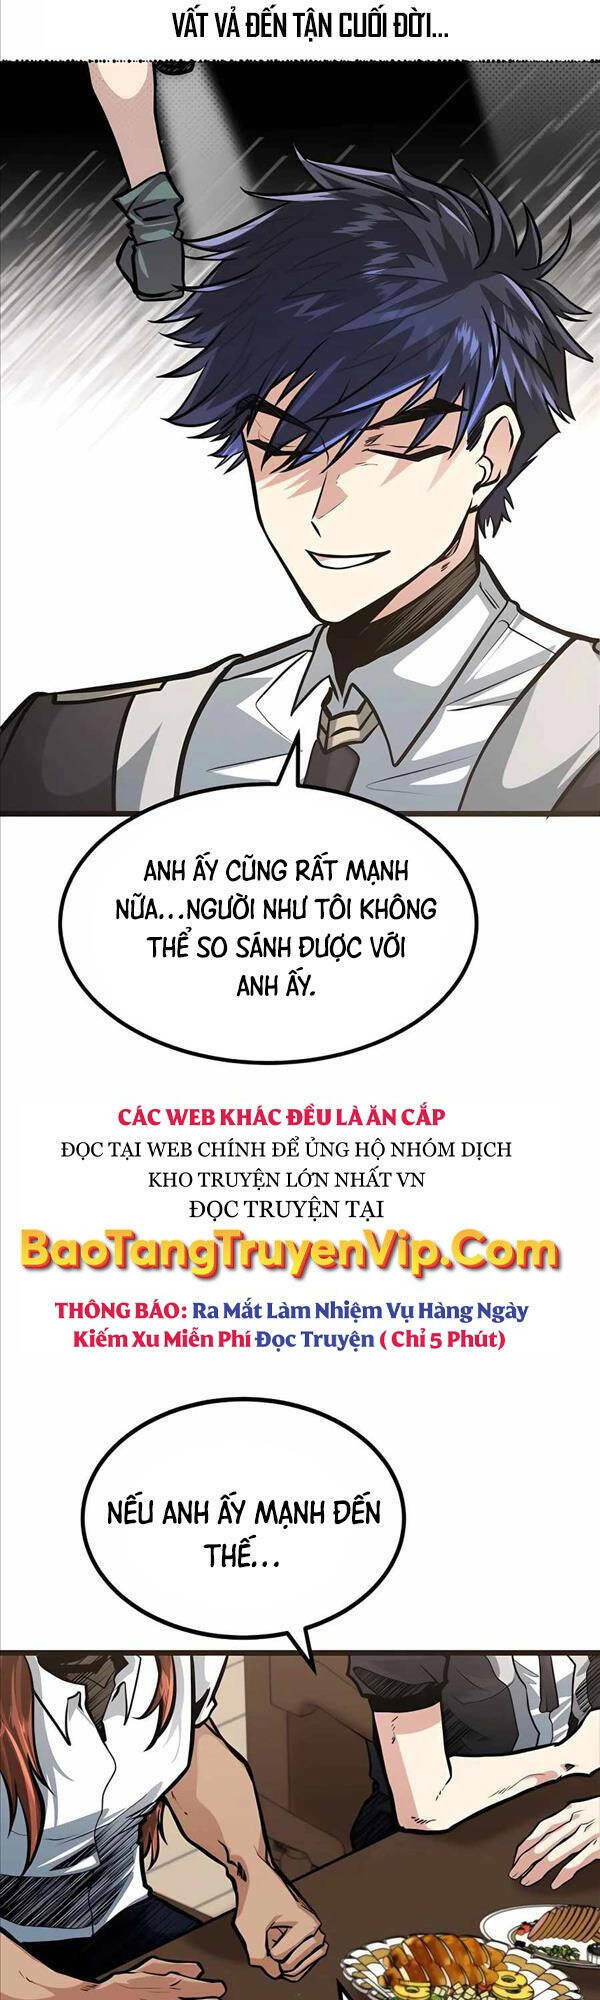 VẤT VẢ ĐẾN TẬN CUỐI ĐỜI...
ANH ẤY CŨNG RẤT MẠNH
NỮA...NGƯỜI NHƯ TÔI KHÔNG
THỂ SO SÁNH ĐƯỢC VỚI
ANH ẤY.
CÁC WEB KHÁC ĐỀU LÀ ĂN CẮP
ĐỌC TẠI WEB CHÍNH ĐỂ ỦNG HỘ NHÓM DỊCH
KHO TRUYỆN LỚN NHẤT VN
ĐỌC TRUYỆN TẠI
BaoTangTruyenVip.Com
THÔNG BÁO: Ra Mắt Làm Nhiệm Vụ Hàng Ngày
Kiếm Xu Miễn Phí Đọc Truyện ( Chỉ 5 Phút)
NẾU ANH ẤY MẠNH ĐẾN
THẾ...